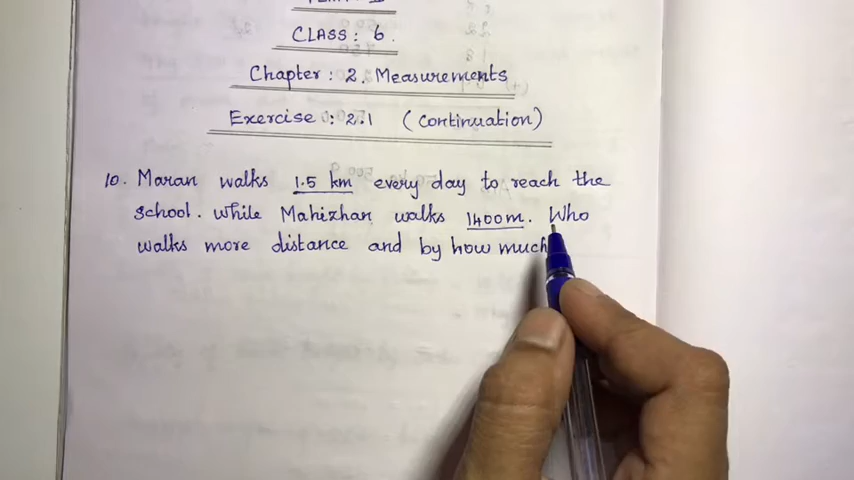 CLASS: 6.
Chapter: 2. Measurements
Exercise: 2.1 (Continuation)
10. Maran walks 1.5 km every day to reach the
school. while Mahizhan walks 1400m. Who
walks more distance and by how much